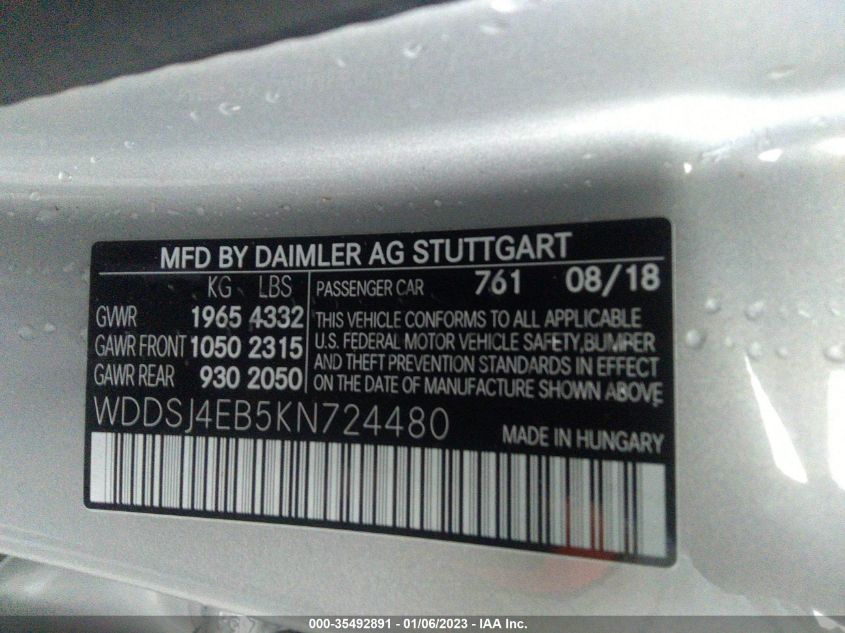 MFD BY DAIMLER AG STUTTGART
KG LBS PASSENGER CAR 761 08/18
GVWR 1965 4332 THIS VEHICLE CONFORMS TO ALL APPLICABLE
GAWR FRONT 1050 2315 U.S. FEDERAL MOTOR VEHICLE SAFETY, BUMPER
GAWR REAR 930 2050 AND THEFT PREVENTION STANDARDS IN EFFECT
ON THE DATE OF MANUFACTURE SHOWN ABOVE
WDDSJ4EB5KN724480 MADE IN HUNGARY
000-35492891 - 01/06/2023 - IAA Inc.